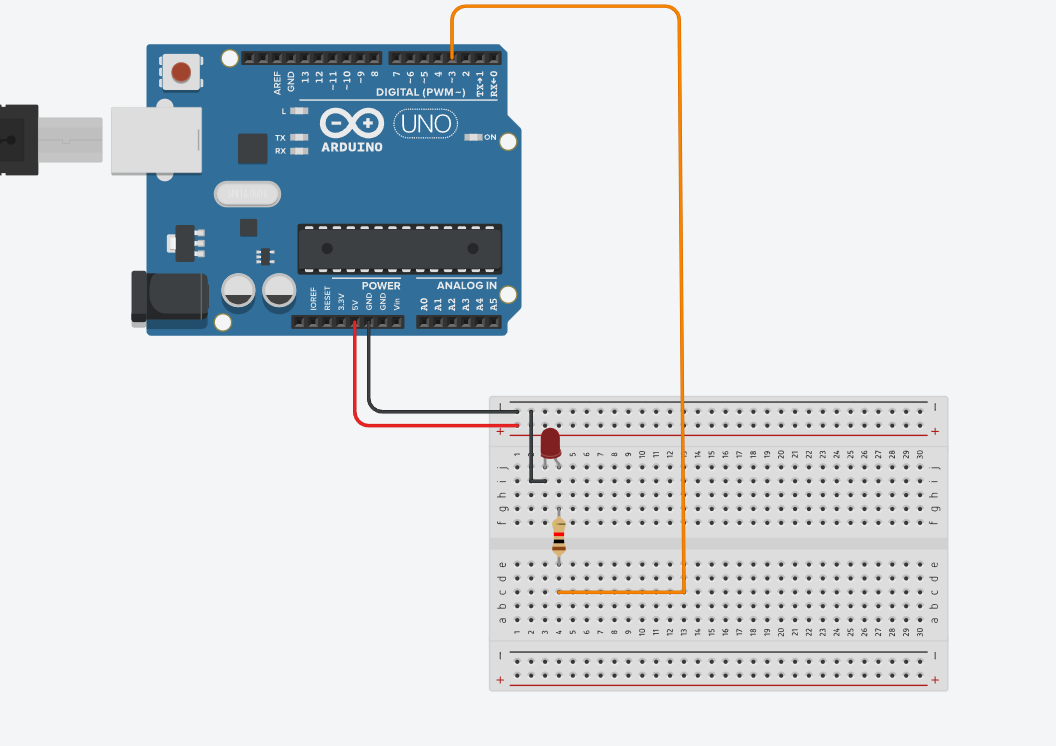 AREF
GND
13
12
~11
~10
~9
8
7
~6
~5
4
~3
2
TX→1
RX←0
DIGITAL (PWM~)
L
TX
RX
UNO
ON
ARDUINO
POWER
ANALOG IN
IOREF
RESET
3.3V
5V
GND
GND
Vin
A0
A1
A2
A3
A4
A5
− −
+ +
1 5 6 7 8 9 10 11 12 13 14 15 16 17 18 19 20 21 22 23 24 25 26 27 28 29 30
j j
i i
h h
g g
f f
e e
d d
c c
b b
a a
1 2 3 4 5 6 7 8 9 10 11 12 13 14 15 16 17 18 19 20 21 22 23 24 25 26 27 28 29 30
− −
+ +